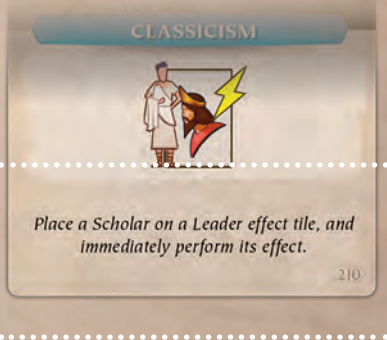 CLASSICISM
Place a Scholar on a Leader effect tile, and
immediately perform its effect.
210